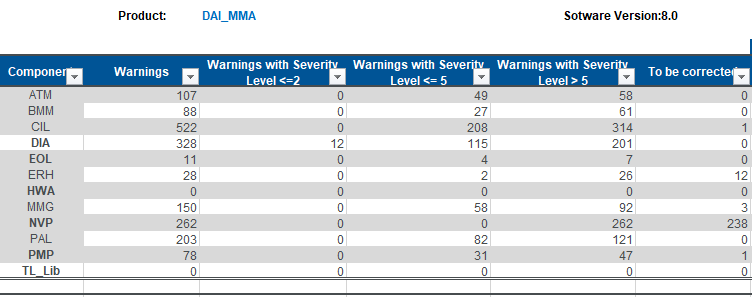 Product: DAI_MMA Sotware Version:8.0
Component Warnings Warnings with Severity Level <=2 Warnings with Severity Level <= 5 Warnings with Severity Level > 5 To be corrected
ATM 107 0 49 58 0
BMM 88 0 27 61 0
CIL 522 0 208 314 1
DIA 328 12 115 201 0
EOL 11 0 4 7 0
ERH 28 0 2 26 12
HWA 0 0 0 0 0
MMG 150 0 58 92 3
NVP 262 0 0 262 238
PAL 203 0 82 121 0
PMP 78 0 31 47 1
TL_Lib 0 0 0 0 0